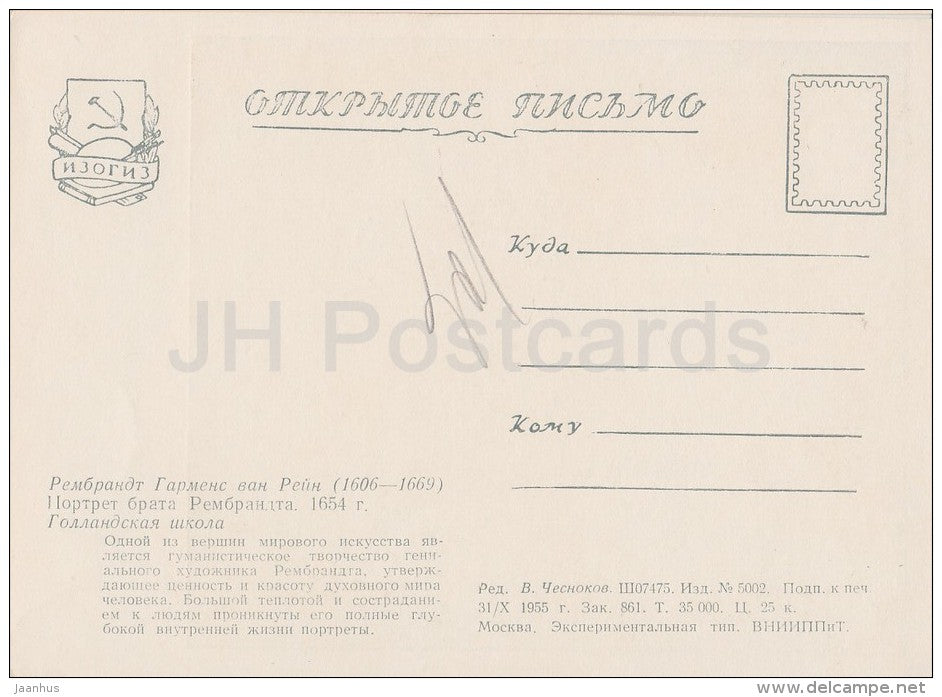 ОТКРЫТОЕ ПИСЬМО
ИЗОГИЗ
Куда
Кому
JH Postcards
Рембрандт Гарменс ван Рейн (1606—1669)
Портрет брата Рембрандта. 1654 г.
Голландская школа
Одной из вершин мирового искусства яв-
ляется гуманистическое творчество гени-
ального художника Рембрандта, утверж-
дающее ценность и красоту духовного мира
человека. Большой теплотой и сострадани-
ем к людям проникнуты его полные глу-
бокой внутренней жизни портреты.
Ред. В. Чесноков. Ш07475. Изд. № 5002. Подп. к печ.
31/X 1955 г. Зак. 861. Т. 35 000. Ц. 25 к.
Москва. Экспериментальная тип. ВНИИППиТ.
jaanhus
delcampe.net